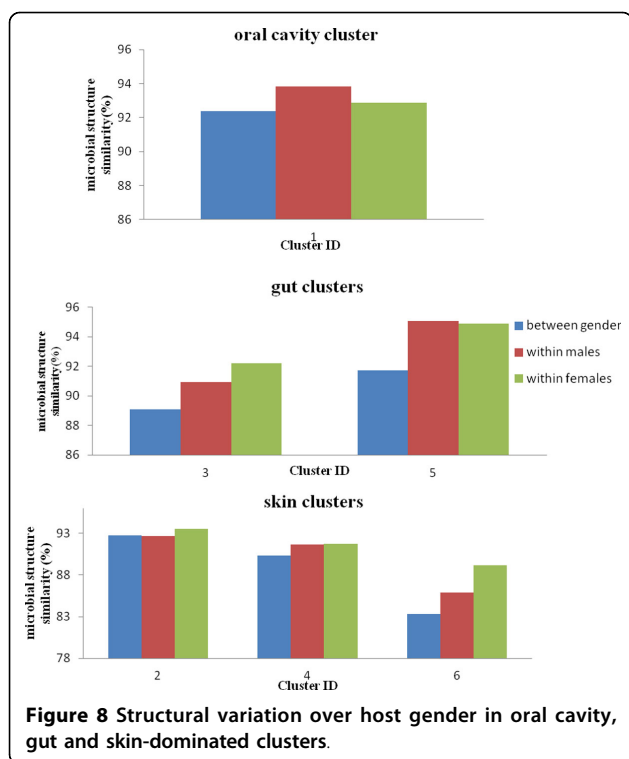 oral cavity cluster
microbial structure
similarity(%)
96
94
92
90
88
86
1
Cluster ID
gut clusters
microbial structure
similarity(%)
96
94
92
90
88
86
3
5
Cluster ID
between gender
within males
within females
skin clusters
microbial structure
similarity (%)
93
88
83
78
2
4
6
Cluster ID
Figure 8 Structural variation over host gender in oral cavity,
gut and skin-dominated clusters.